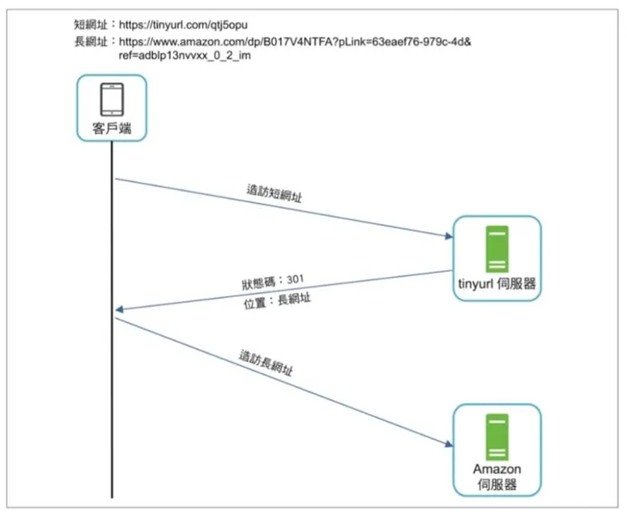 短網址：https://tinyurl.com/qtj5opu
長網址：https://www.amazon.com/dp/B017V4NTFA?pLink=63eaef76-979c-4d&
ref=adblp13nvvxx_0_2_im
客戶端
造訪短網址
狀態碼：301
位置：長網址
tinyurl 伺服器
造訪長網址
Amazon
伺服器